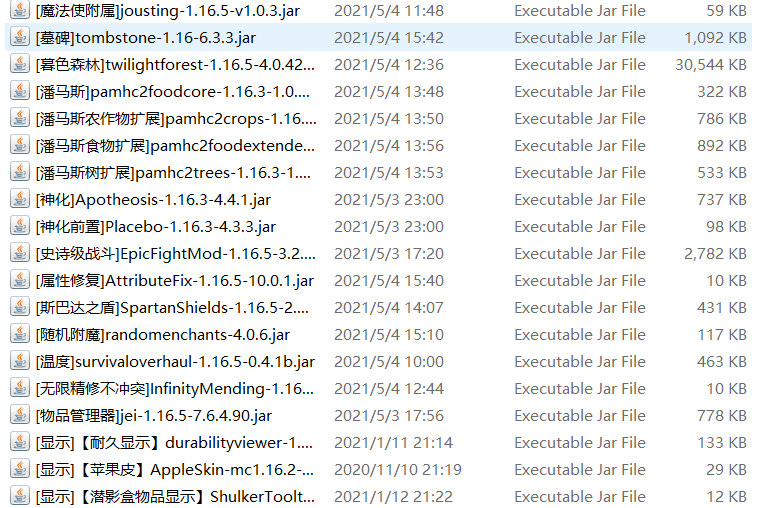 [魔法使附属]jousting-1.16.5-v1.0.3.jar 2021/5/4 11:48 Executable Jar File 59 KB
[墓碑]tombstone-1.16-6.3.3.jar 2021/5/4 15:42 Executable Jar File 1,092 KB
[暮色森林]twilightforest-1.16.5-4.0.42... 2021/5/4 12:36 Executable Jar File 30,544 KB
[潘马斯]pamhc2foodcore-1.16.3-1.0.... 2021/5/4 13:48 Executable Jar File 322 KB
[潘马斯农作物扩展]pamhc2crops-1.16.... 2021/5/4 13:50 Executable Jar File 786 KB
[潘马斯食物扩展]pamhc2foodextende... 2021/5/4 13:56 Executable Jar File 892 KB
[潘马斯树扩展]pamhc2trees-1.16.3-1.... 2021/5/4 13:53 Executable Jar File 533 KB
[神化]Apotheosis-1.16.3-4.4.1.jar 2021/5/3 23:00 Executable Jar File 737 KB
[神化前置]Placebo-1.16.3-4.3.3.jar 2021/5/3 23:00 Executable Jar File 98 KB
[史诗级战斗]EpicFightMod-1.16.5-3.2.... 2021/5/3 17:20 Executable Jar File 2,782 KB
[属性修复]AttributeFix-1.16.5-10.0.1.jar 2021/5/4 15:40 Executable Jar File 10 KB
[斯巴达之盾]SpartanShields-1.16.5-2.... 2021/5/4 14:07 Executable Jar File 431 KB
[随机附魔]randomenchants-4.0.6.jar 2021/5/4 15:10 Executable Jar File 117 KB
[温度]survivaloverhaul-1.16.5-0.4.1b.jar 2021/5/4 10:00 Executable Jar File 463 KB
[无限精修不冲突]InfinityMending-1.16... 2021/5/4 12:44 Executable Jar File 10 KB
[物品管理器]jei-1.16.5-7.6.4.90.jar 2021/5/3 17:56 Executable Jar File 778 KB
[显示]【耐久显示】durabilityviewer-1.... 2021/1/11 21:14 Executable Jar File 133 KB
[显示]【苹果皮】AppleSkin-mc1.16.2-... 2020/11/10 21:19 Executable Jar File 29 KB
[显示]【潜影盒物品显示】ShulkerToolt... 2021/1/12 21:22 Executable Jar File 12 KB